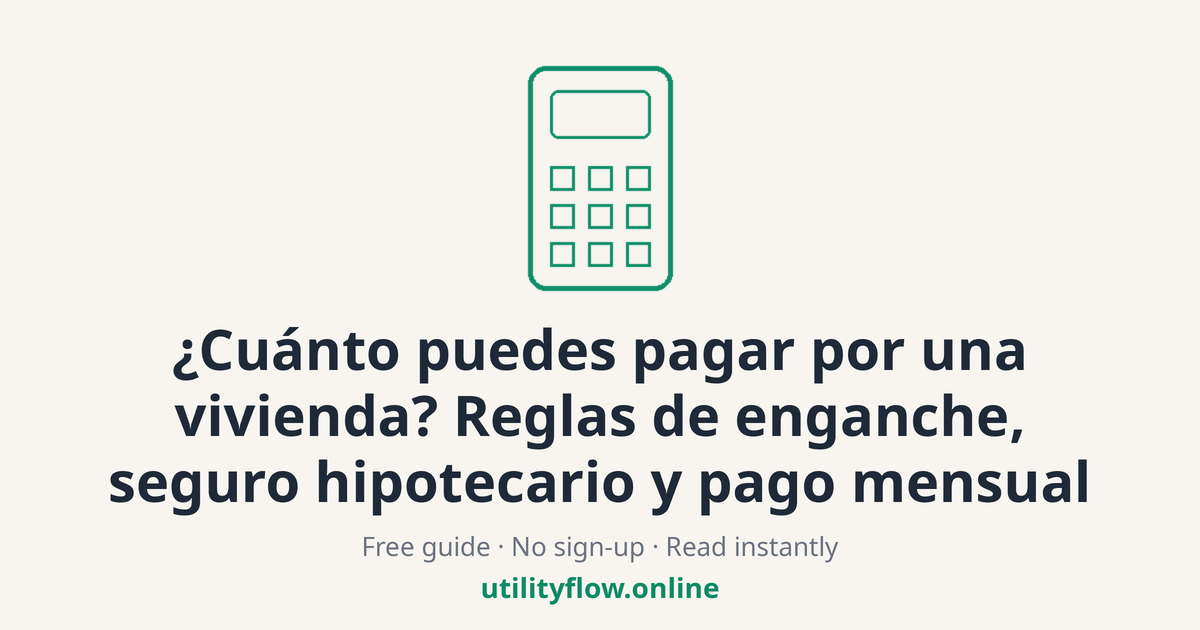 ¿Cuánto puedes pagar por una
vivienda? Reglas de enganche,
seguro hipotecario y pago mensual
Free guide · No sign-up · Read instantly
utilityflow.online